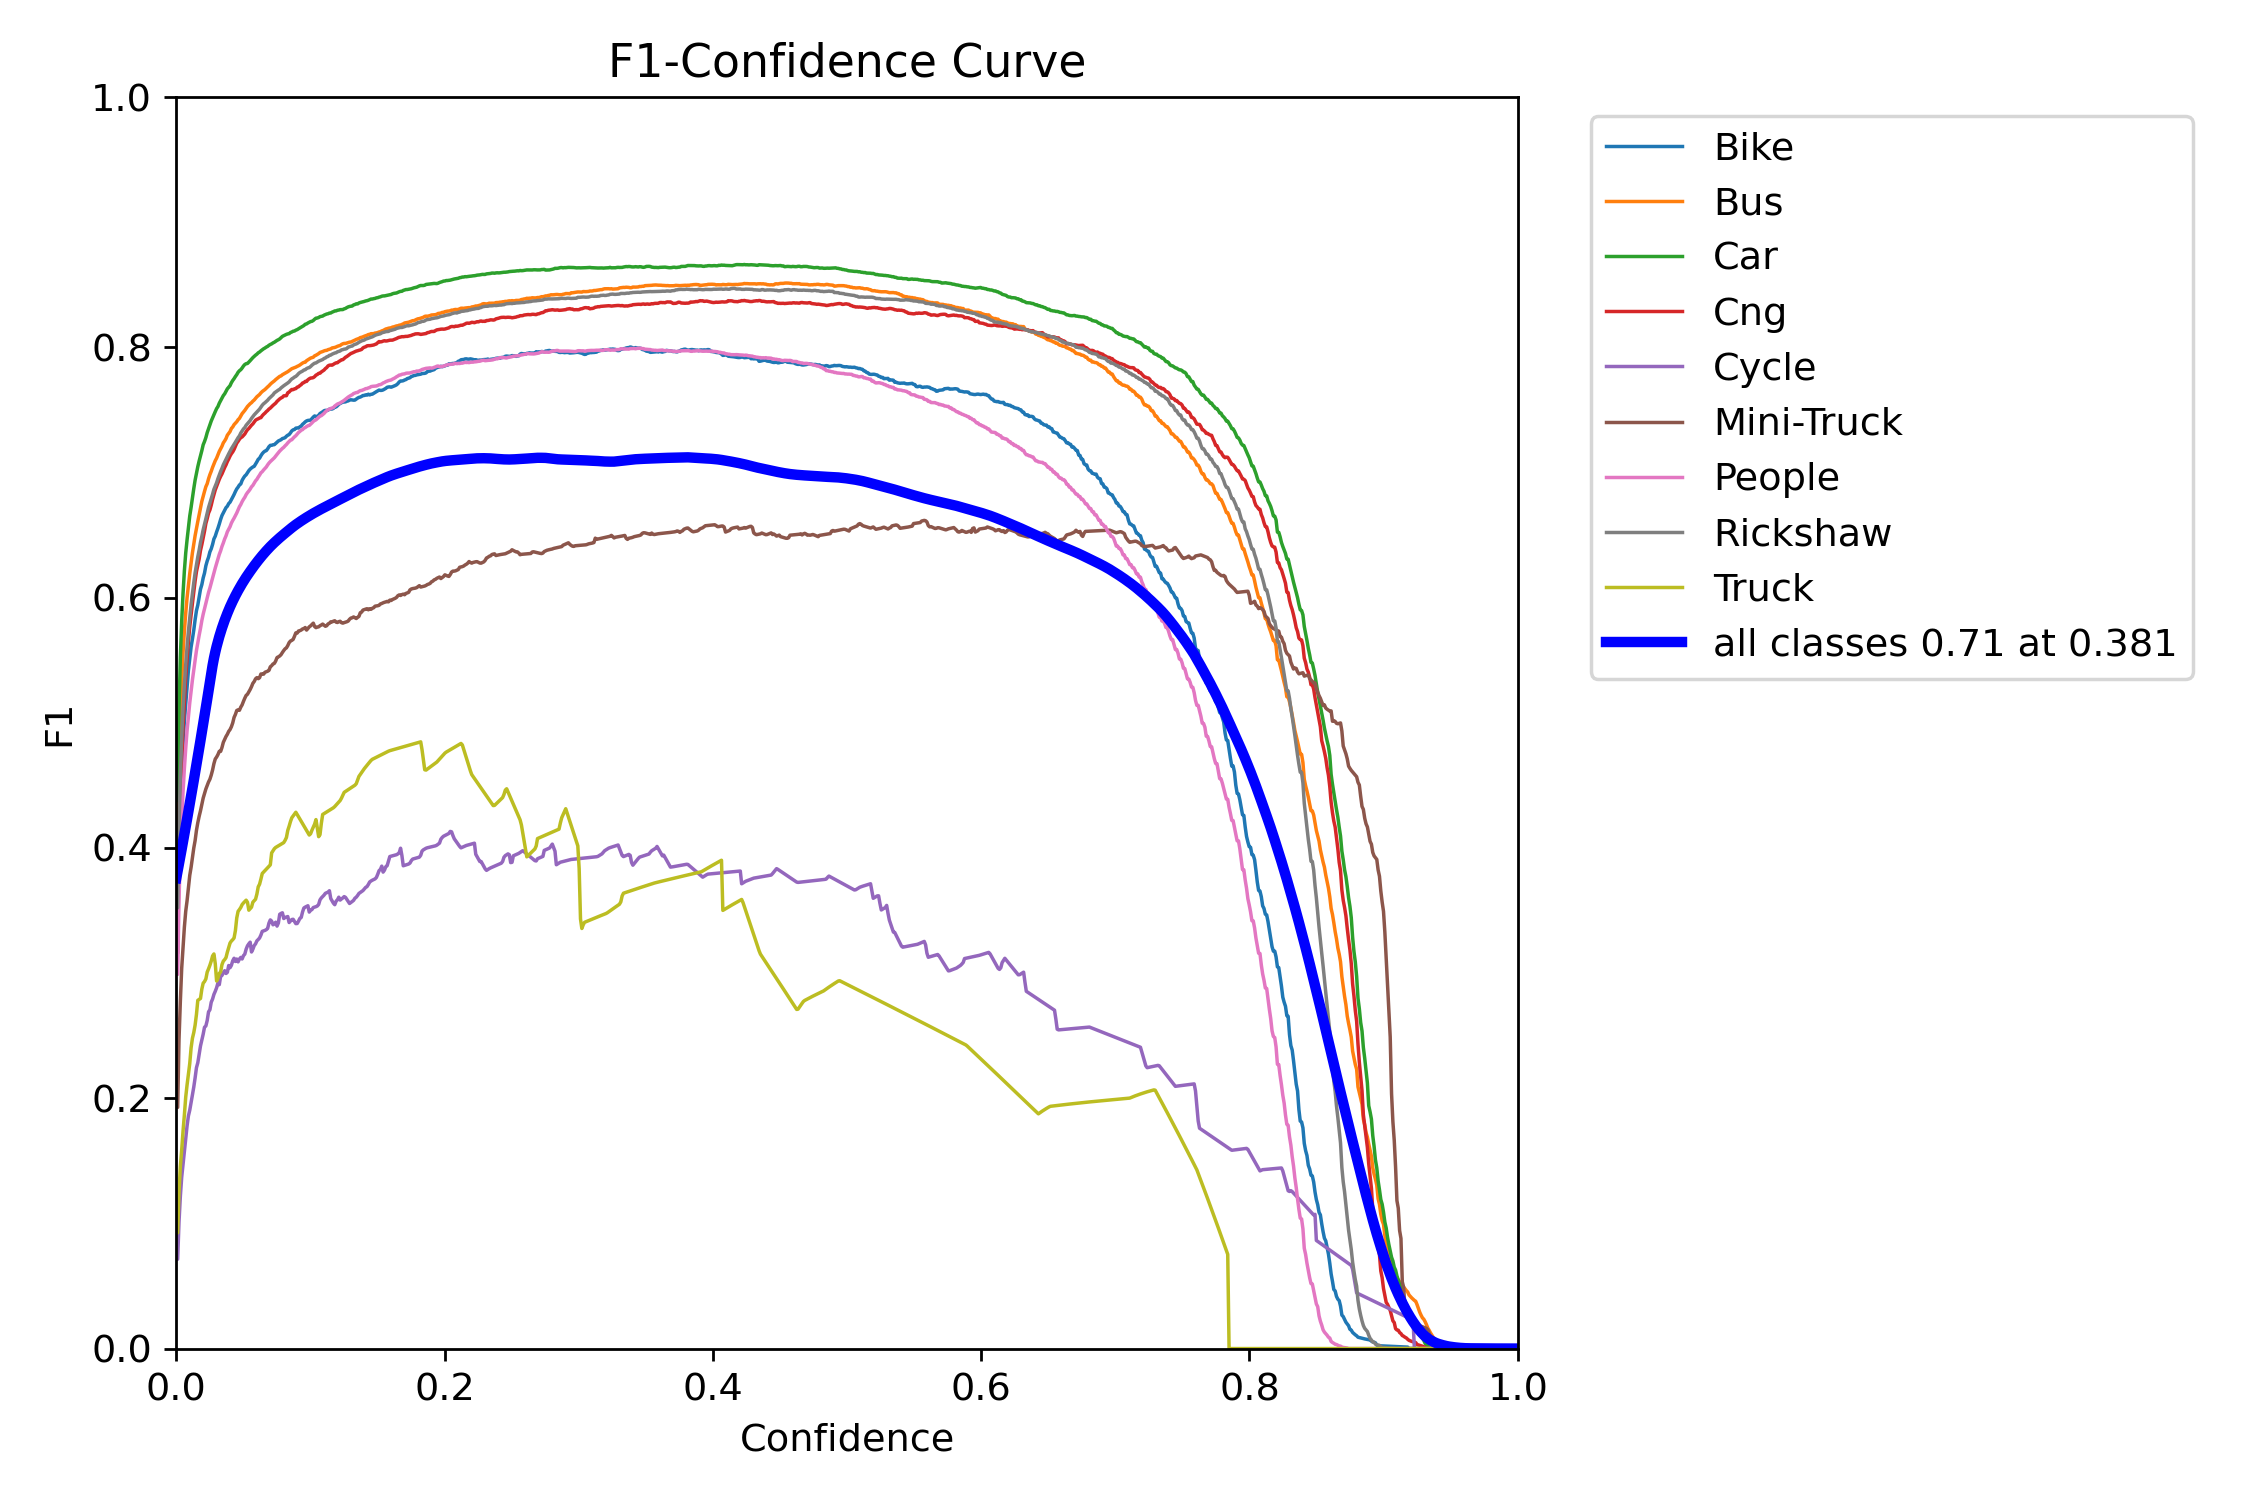 F1-Confidence Curve
1.0
0.8
0.6
0.4
0.2
0.0
F1
0.0 0.2 0.4 0.6 0.8 1.0
Confidence
Bike
Bus
Car
Cng
Cycle
Mini-Truck
People
Rickshaw
Truck
all classes 0.71 at 0.381